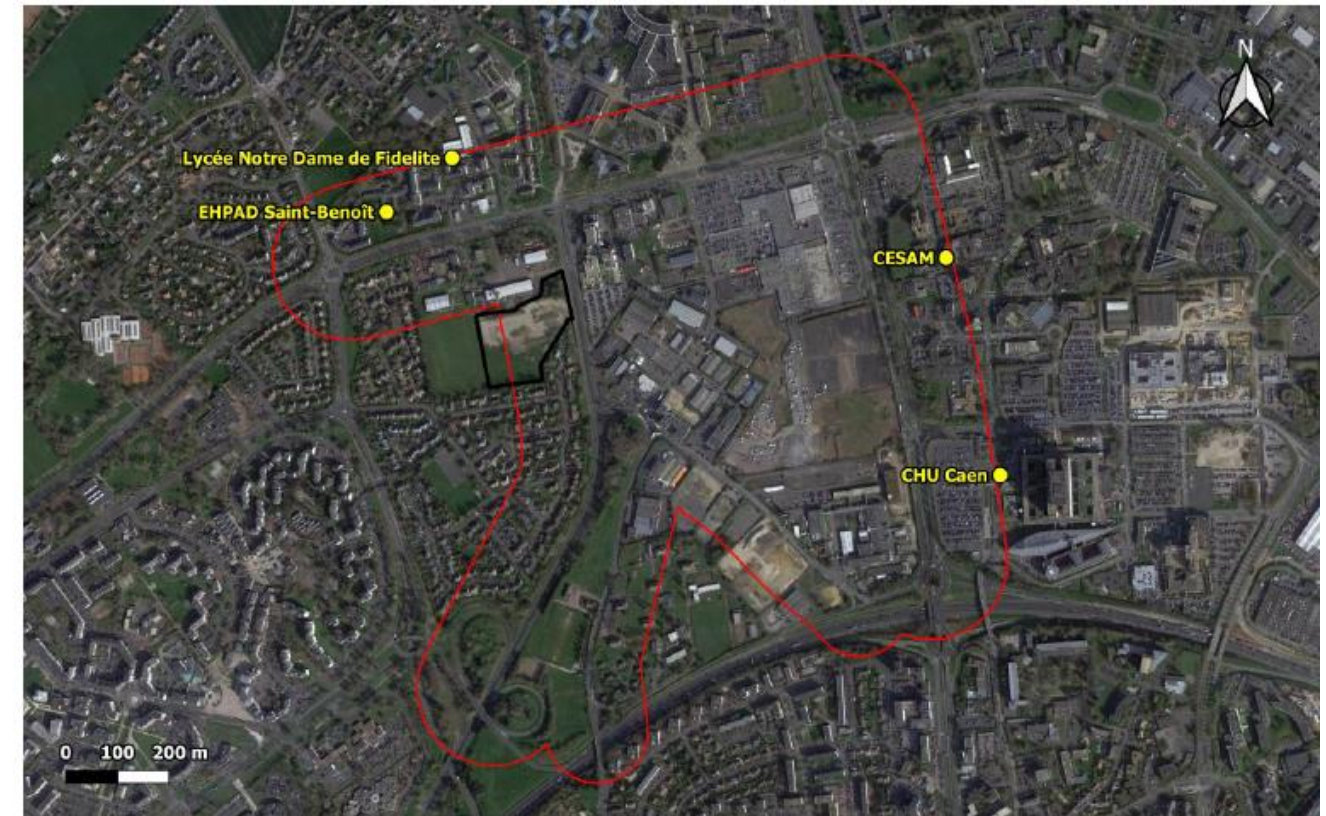 N
Lycée Notre Dame de Fidelite
EHPAD Saint-Benoît
CESAM
CHU Caen
0 100 200 m